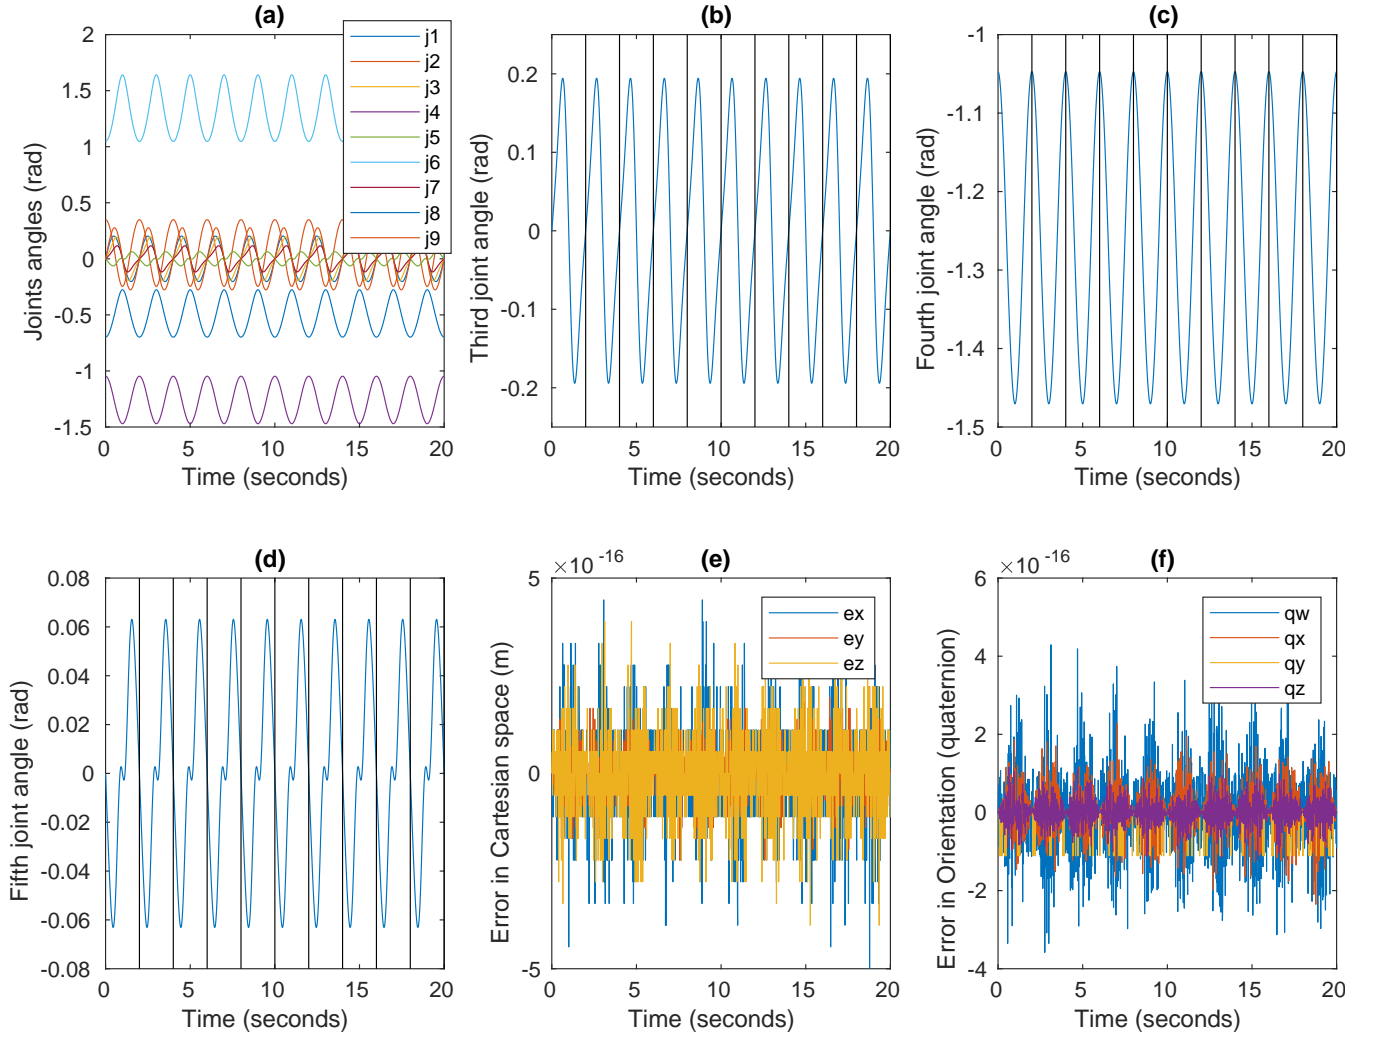 (a)
2
1.5
1
0.5
0
-0.5
-1
-1.5
0
5
10
15
20
Joints angles (rad)
Time (seconds)
j1
j2
j3
j4
j5
j6
j7
j8
j9
(b)
0.2
0.1
0
-0.1
-0.2
0
5
10
15
20
Third joint angle (rad)
Time (seconds)
(c)
-1
-1.1
-1.2
-1.3
-1.4
-1.5
0
5
10
15
20
Fourth joint angle (rad)
Time (seconds)
(d)
0.08
0.06
0.04
0.02
0
-0.02
-0.04
-0.06
-0.08
0
5
10
15
20
Fifth joint angle (rad)
Time (seconds)
(e)
×10 -16
5
0
-5
0
5
10
15
20
Error in Cartesian space (m)
Time (seconds)
ex
ey
ez
(f)
×10 -16
6
4
2
0
-2
-4
0
5
10
15
20
Error in Orientation (quaternion)
Time (seconds)
qw
qx
qy
qz